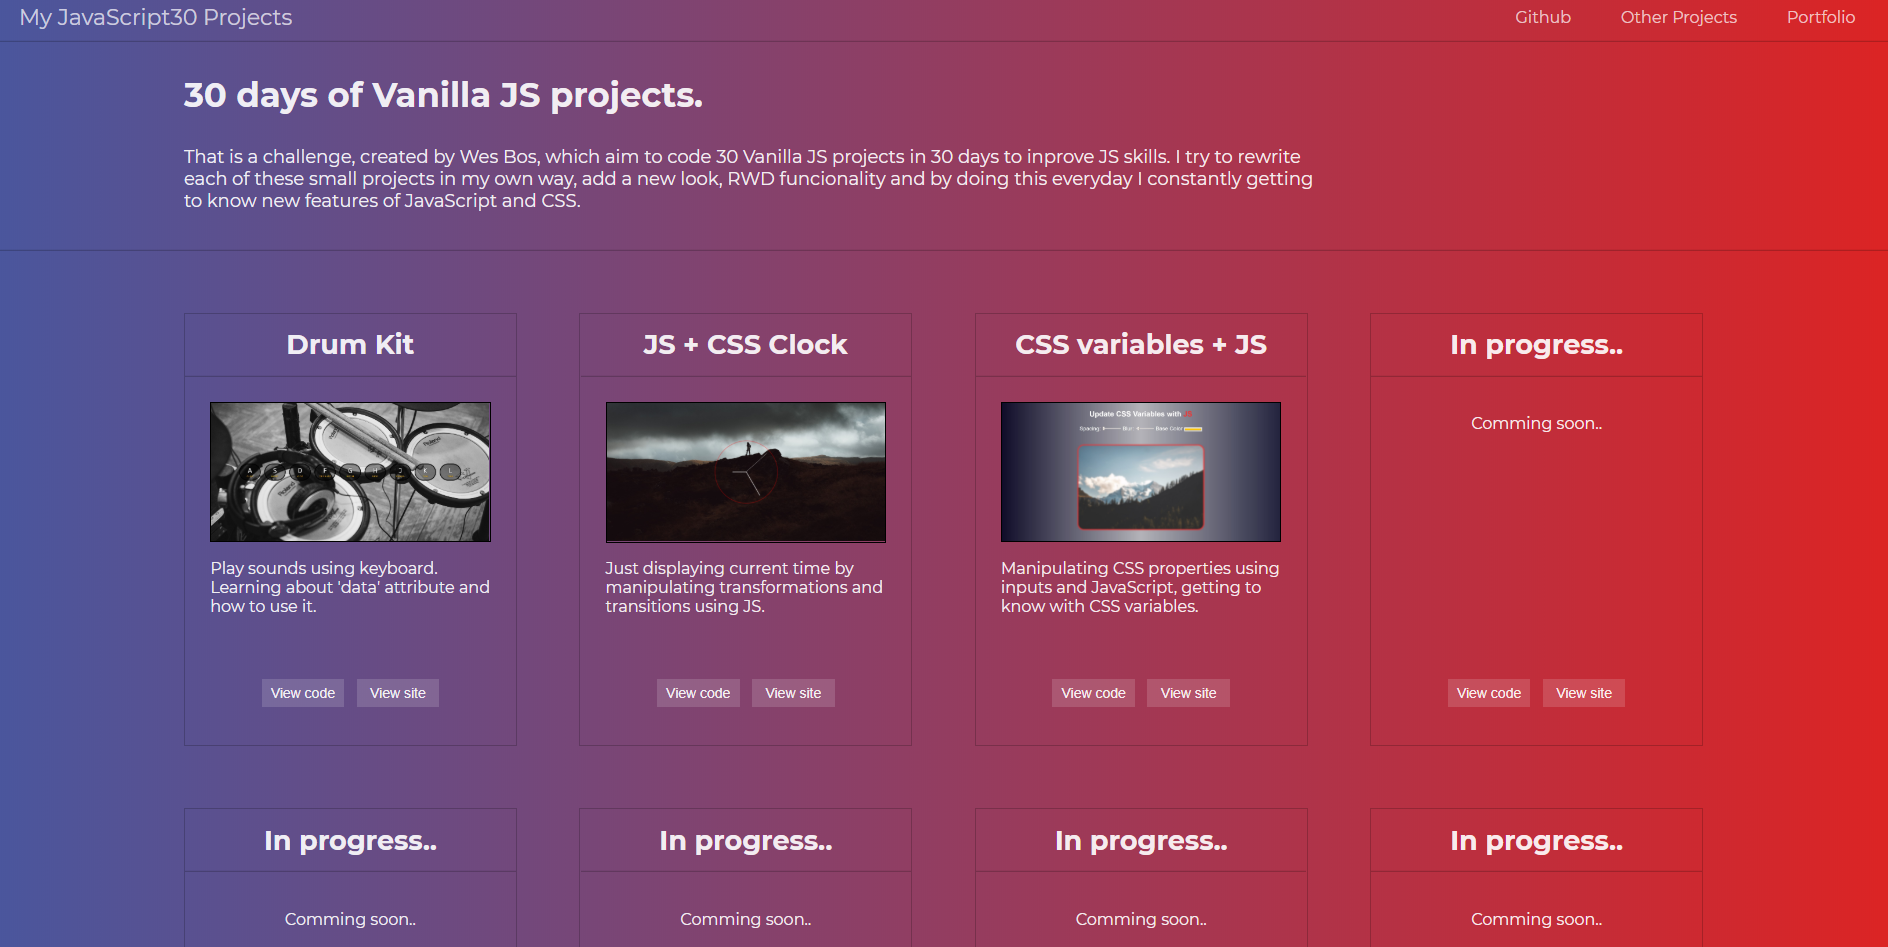 My JavaScript30 Projects
Github
Other Projects
Portfolio
30 days of Vanilla JS projects.
That is a challenge, created by Wes Bos, which aim to code 30 Vanilla JS projects in 30 days to inprove JS skills. I try to rewrite
each of these small projects in my own way, add a new look, RWD funcionality and by doing this everyday I constantly getting
to know new features of JavaScript and CSS.
Drum Kit
A S D F G H J K L
Play sounds using keyboard.
Learning about 'data' attribute and
how to use it.
View code
View site
JS + CSS Clock
Just displaying current time by
manipulating transformations and
transitions using JS.
View code
View site
CSS variables + JS
Update CSS Variables with JS
Spacing: Blur: Base Color
Manipulating CSS properties using
inputs and JavaScript, getting to
know with CSS variables.
View code
View site
In progress..
Comming soon..
View code
View site
In progress..
Comming soon..
In progress..
Comming soon..
In progress..
Comming soon..
In progress..
Comming soon..